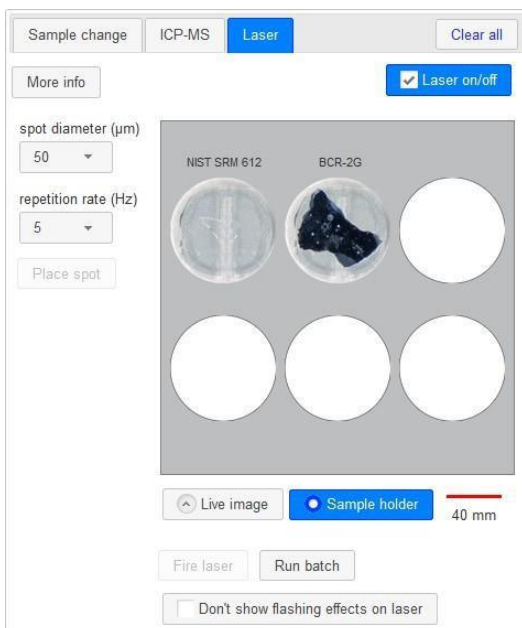 Sample change ICP-MS Laser Clear all
More info Laser on/off
spot diameter (µm)
50
NIST SRM 612 BCR-2G
repetition rate (Hz)
5
Place spot
Live image Sample holder
40 mm
Fire laser Run batch
Don't show flashing effects on laser